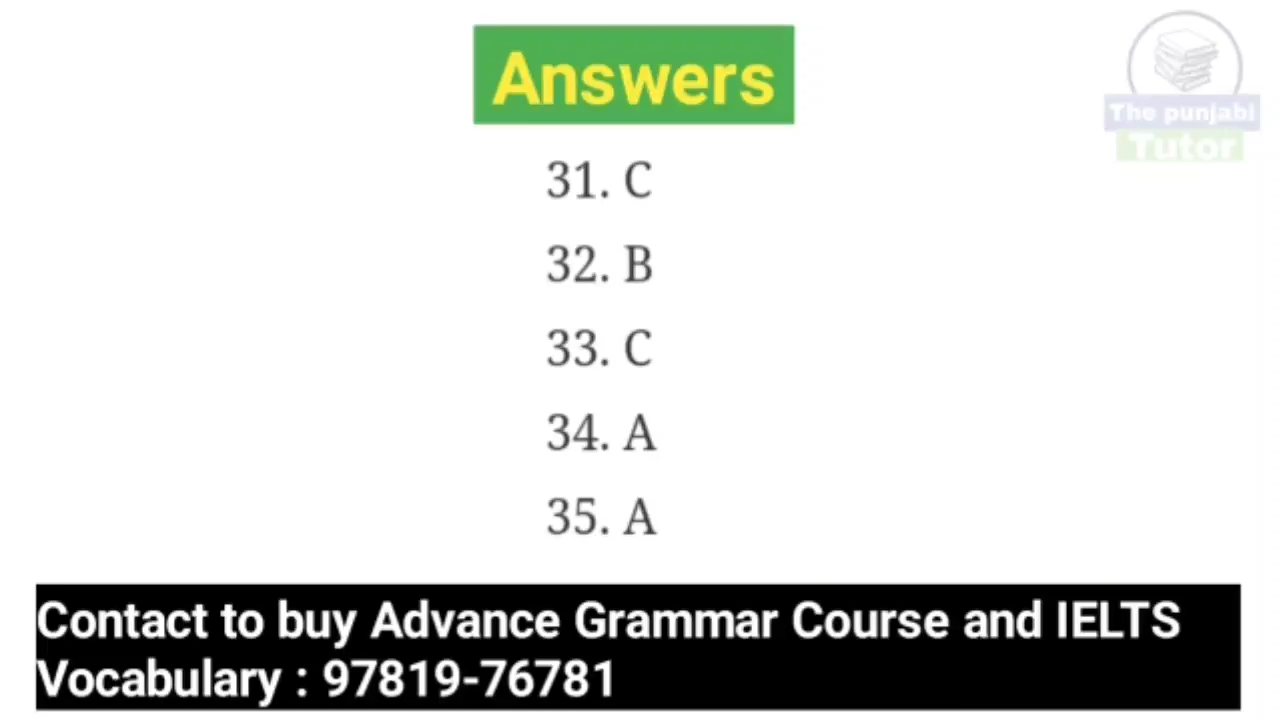 Answers
The punjabi
Tutor
31. C
32. B
33. C
34. A
35. A
Contact to buy Advance Grammar Course and IELTS
Vocabulary : 97819-76781